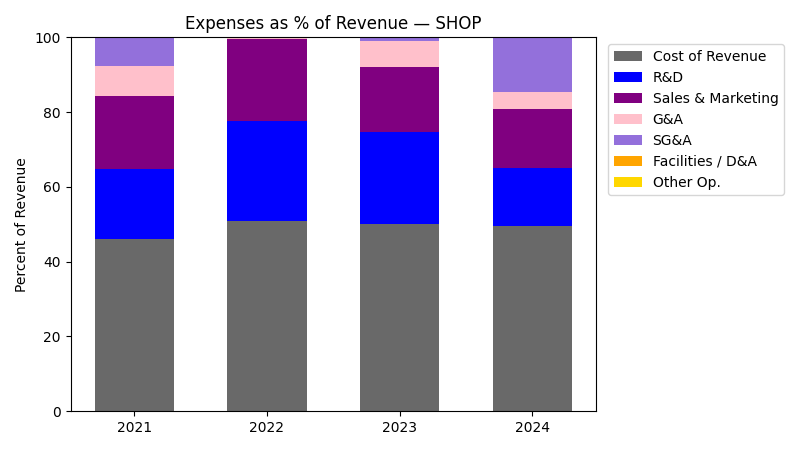 Expenses as % of Revenue — SHOP
Percent of Revenue
100
80
60
40
20
0
2021 2022 2023 2024
Cost of Revenue
R&D
Sales & Marketing
G&A
SG&A
Facilities / D&A
Other Op.